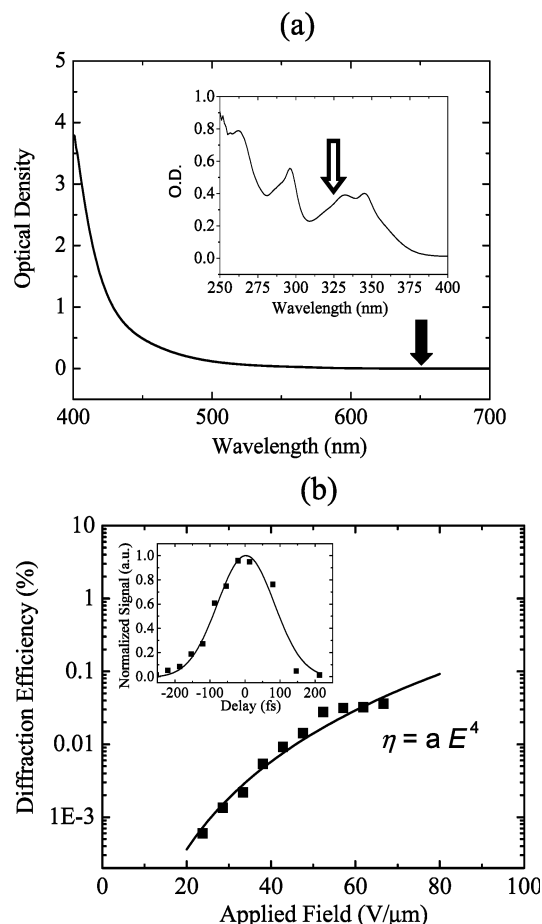 (a)
5
4
3
2
1
0
Optical Density
400 500 600 700
Wavelength (nm)
1.0
0.8
0.6
0.4
0.2
0.0
O.D.
250 275 300 325 350 375 400
Wavelength (nm)
(b)
10
1
0.1
0.01
1E-3
Diffraction Efficiency (%)
0 20 40 60 80 100
Applied Field (V/μm)
1.0
0.8
0.6
0.4
0.2
0.0
Normalized Signal (a.u.)
-200 -100 0 100 200
Delay (fs)
η = a E⁴